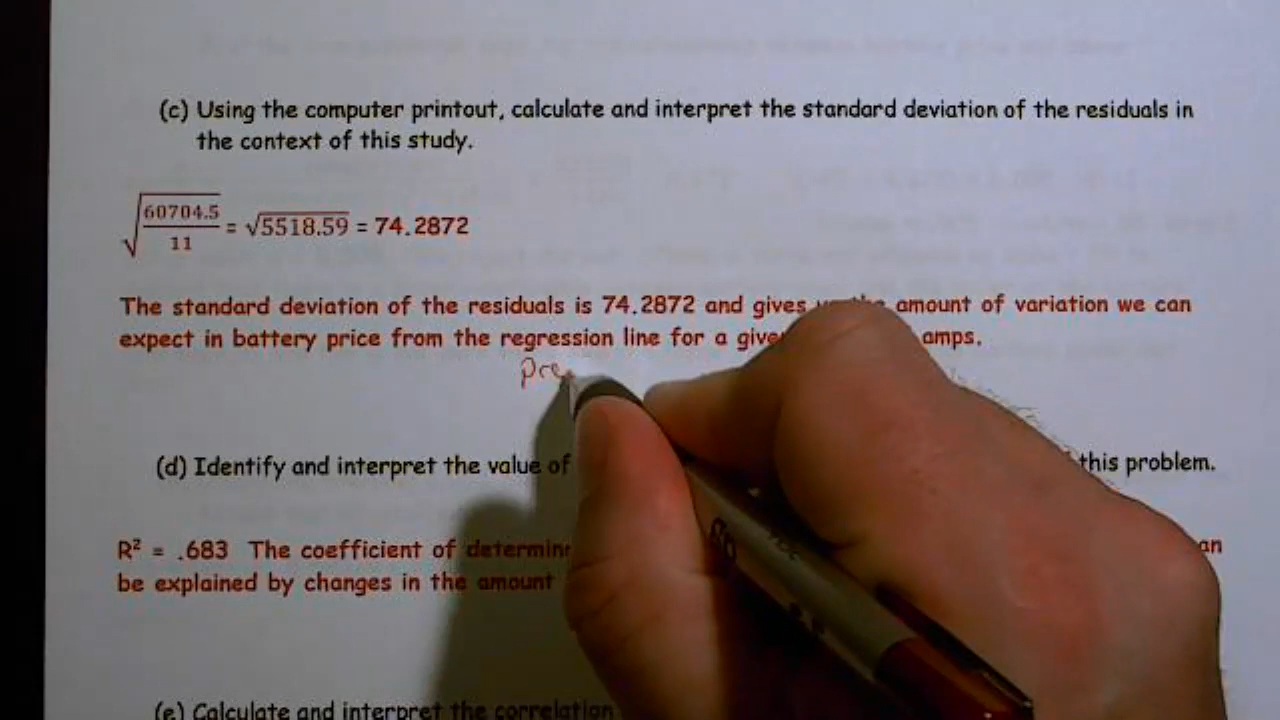 (c) Using the computer printout, calculate and interpret the standard deviation of the residuals in
the context of this study.
√60704.5/11 = √5518.59 = 74.2872
The standard deviation of the residuals is 74.2872 and gives the amount of variation we can
expect in battery price from the regression line for a give amps.
pre
(d) Identify and interpret the value of this problem.
R² = .683 The coefficient of an
be explained by changes in the amount
(e) Calculate and interpret the correlation